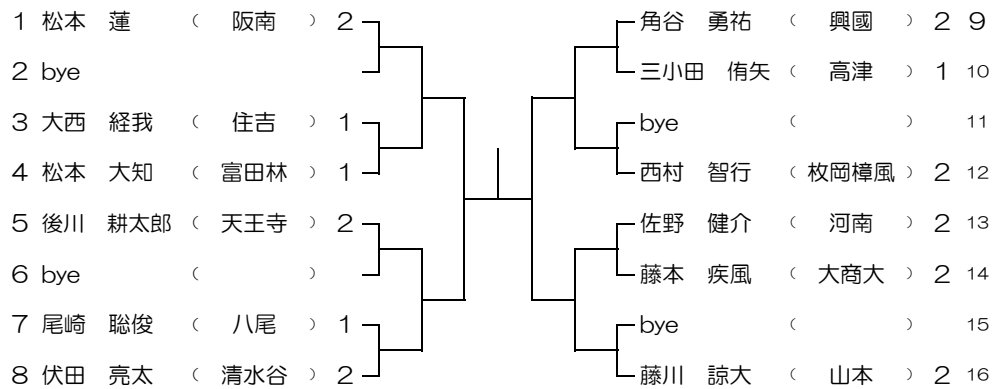 1 松本 蓮 （ 阪南 ） 2
2 bye
3 大西 経我 （ 住吉 ） 1
4 松本 大知 （ 富田林 ） 1
5 後川 耕太郎 （ 天王寺 ） 2
6 bye （ ）
7 尾崎 聡俊 （ 八尾 ） 1
8 伏田 亮太 （ 清水谷 ） 2
角谷 勇祐 （ 興國 ） 2 9
三小田 侑矢 （ 高津 ） 1 10
bye （ ） 11
西村 智行 （ 枚岡樟風 ） 2 12
佐野 健介 （ 河南 ） 2 13
藤本 疾風 （ 大商大 ） 2 14
bye （ ） 15
藤川 諒大 （ 山本 ） 2 16